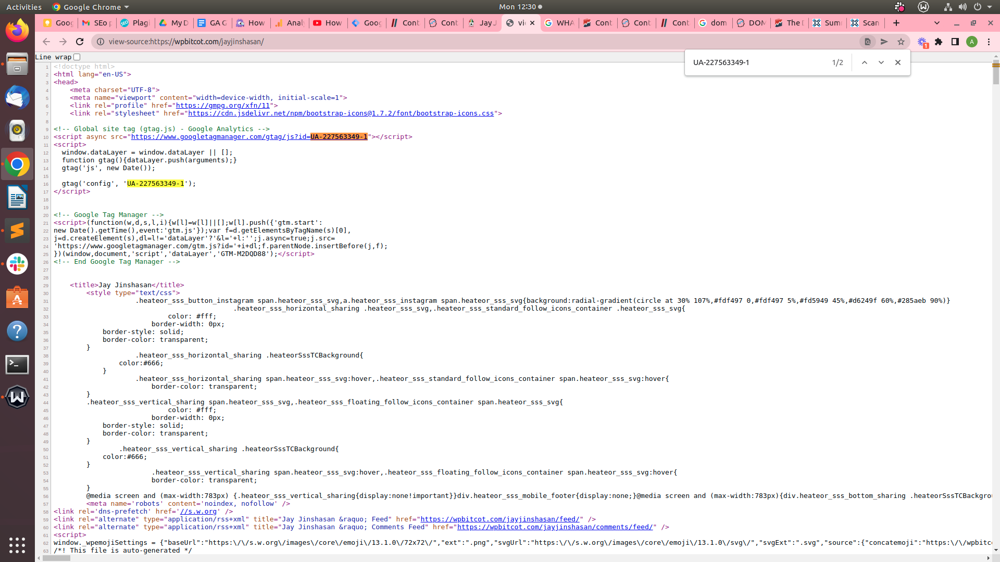 Activities Google Chrome Mon 12:30
Goog SEo p Plagi My D GA G How Anal How Goog Cont Cont Jay J vie WHA Cont Cont Cont dom DOM The D Sum Scan
view-source:https://wpbitcot.com/jayjinshasan/ 1 A
Line wrap
UA-227563349-1 1/2
1 <!doctype html>
2 <html lang="en-US">
3 <head>
4 <meta charset="UTF-8">
5 <meta name="viewport" content="width=device-width, initial-scale=1">
6 <link rel="profile" href="https://gmpg.org/xfn/11">
7 <link rel="stylesheet" href="https://cdn.jsdelivr.net/npm/bootstrap-icons@1.7.2/font/bootstrap-icons.css">
8
9 <!-- Global site tag (gtag.js) - Google Analytics -->
10 <script async src="https://www.googletagmanager.com/gtag/js?id=UA-227563349-1"></script>
11 <script>
12 window.dataLayer = window.dataLayer || [];
13 function gtag(){dataLayer.push(arguments);}
14 gtag('js', new Date());
15
16 gtag('config', 'UA-227563349-1');
17 </script>
18
19
20 <!-- Google Tag Manager -->
21 <script>(function(w,d,s,l,i){w[l]=w[l]||[];w[l].push({'gtm.start':
22 new Date().getTime(),event:'gtm.js'});var f=d.getElementsByTagName(s)[0],
23 j=d.createElement(s),dl=l!='dataLayer'?'&l='+l:'';j.async=true;j.src=
24 'https://www.googletagmanager.com/gtm.js?id='+i+dl;f.parentNode.insertBefore(j,f);
25 })(window,document,'script','dataLayer','GTM-M2DQD88');</script>
26 <!-- End Google Tag Manager -->
27
28
29 <title>Jay Jinshasan</title>
30 <style type="text/css">
31 .heateor_sss_button_instagram span.heateor_sss_svg,a.heateor_sss_instagram span.heateor_sss_svg{background:radial-gradient(circle at 30% 107%,#fdf497 0,#fdf497 5%,#fd5949 45%,#d6249f 60%,#285aeb 90%)}
32 .heateor_sss_horizontal_sharing .heateor_sss_svg,.heateor_sss_standard_follow_icons_container .heateor_sss_svg{
33 color: #fff;
34 border-width: 0px;
35 border-style: solid;
36 border-color: transparent;
37 }
38 .heateor_sss_horizontal_sharing .heateorSssTCBackground{
39 color:#666;
40 }
41 .heateor_sss_horizontal_sharing span.heateor_sss_svg:hover,.heateor_sss_standard_follow_icons_container span.heateor_sss_svg:hover{
42 border-color: transparent;
43 }
44 .heateor_sss_vertical_sharing span.heateor_sss_svg,.heateor_sss_floating_follow_icons_container span.heateor_sss_svg{
45 color: #fff;
46 border-width: 0px;
47 border-style: solid;
48 border-color: transparent;
49 }
50 .heateor_sss_vertical_sharing .heateorSssTCBackground{
51 color:#666;
52 }
53 .heateor_sss_vertical_sharing span.heateor_sss_svg:hover,.heateor_sss_floating_follow_icons_container span.heateor_sss_svg:hover{
54 border-color: transparent;
55 }
56 @media screen and (max-width:783px) {.heateor_sss_vertical_sharing{display:none!important}}div.heateor_sss_mobile_footer{display:none;}@media screen and (max-width:783px){div.heateor_sss_bottom_sharing .heateorSssTCBackgrou
57 <meta name='robots' content='noindex, nofollow' />
58 <link rel='dns-prefetch' href='//s.w.org' />
59 <link rel="alternate" type="application/rss+xml" title="Jay Jinshasan &raquo; Feed" href="https://wpbitcot.com/jayjinshasan/feed/" />
60 <link rel="alternate" type="application/rss+xml" title="Jay Jinshasan &raquo; Comments Feed" href="https://wpbitcot.com/jayjinshasan/comments/feed/" />
61 <script>
62 window._wpemojiSettings = {"baseUrl":"https:\/\/s.w.org\/images\/core\/emoji\/13.1.0\/72x72\/","ext":".png","svgUrl":"https:\/\/s.w.org\/images\/core\/emoji\/13.1.0\/svg\/","svgExt":".svg","source":{"concatemoji":"https:\/\/wpbitc
63 /*! This file is auto-generated */